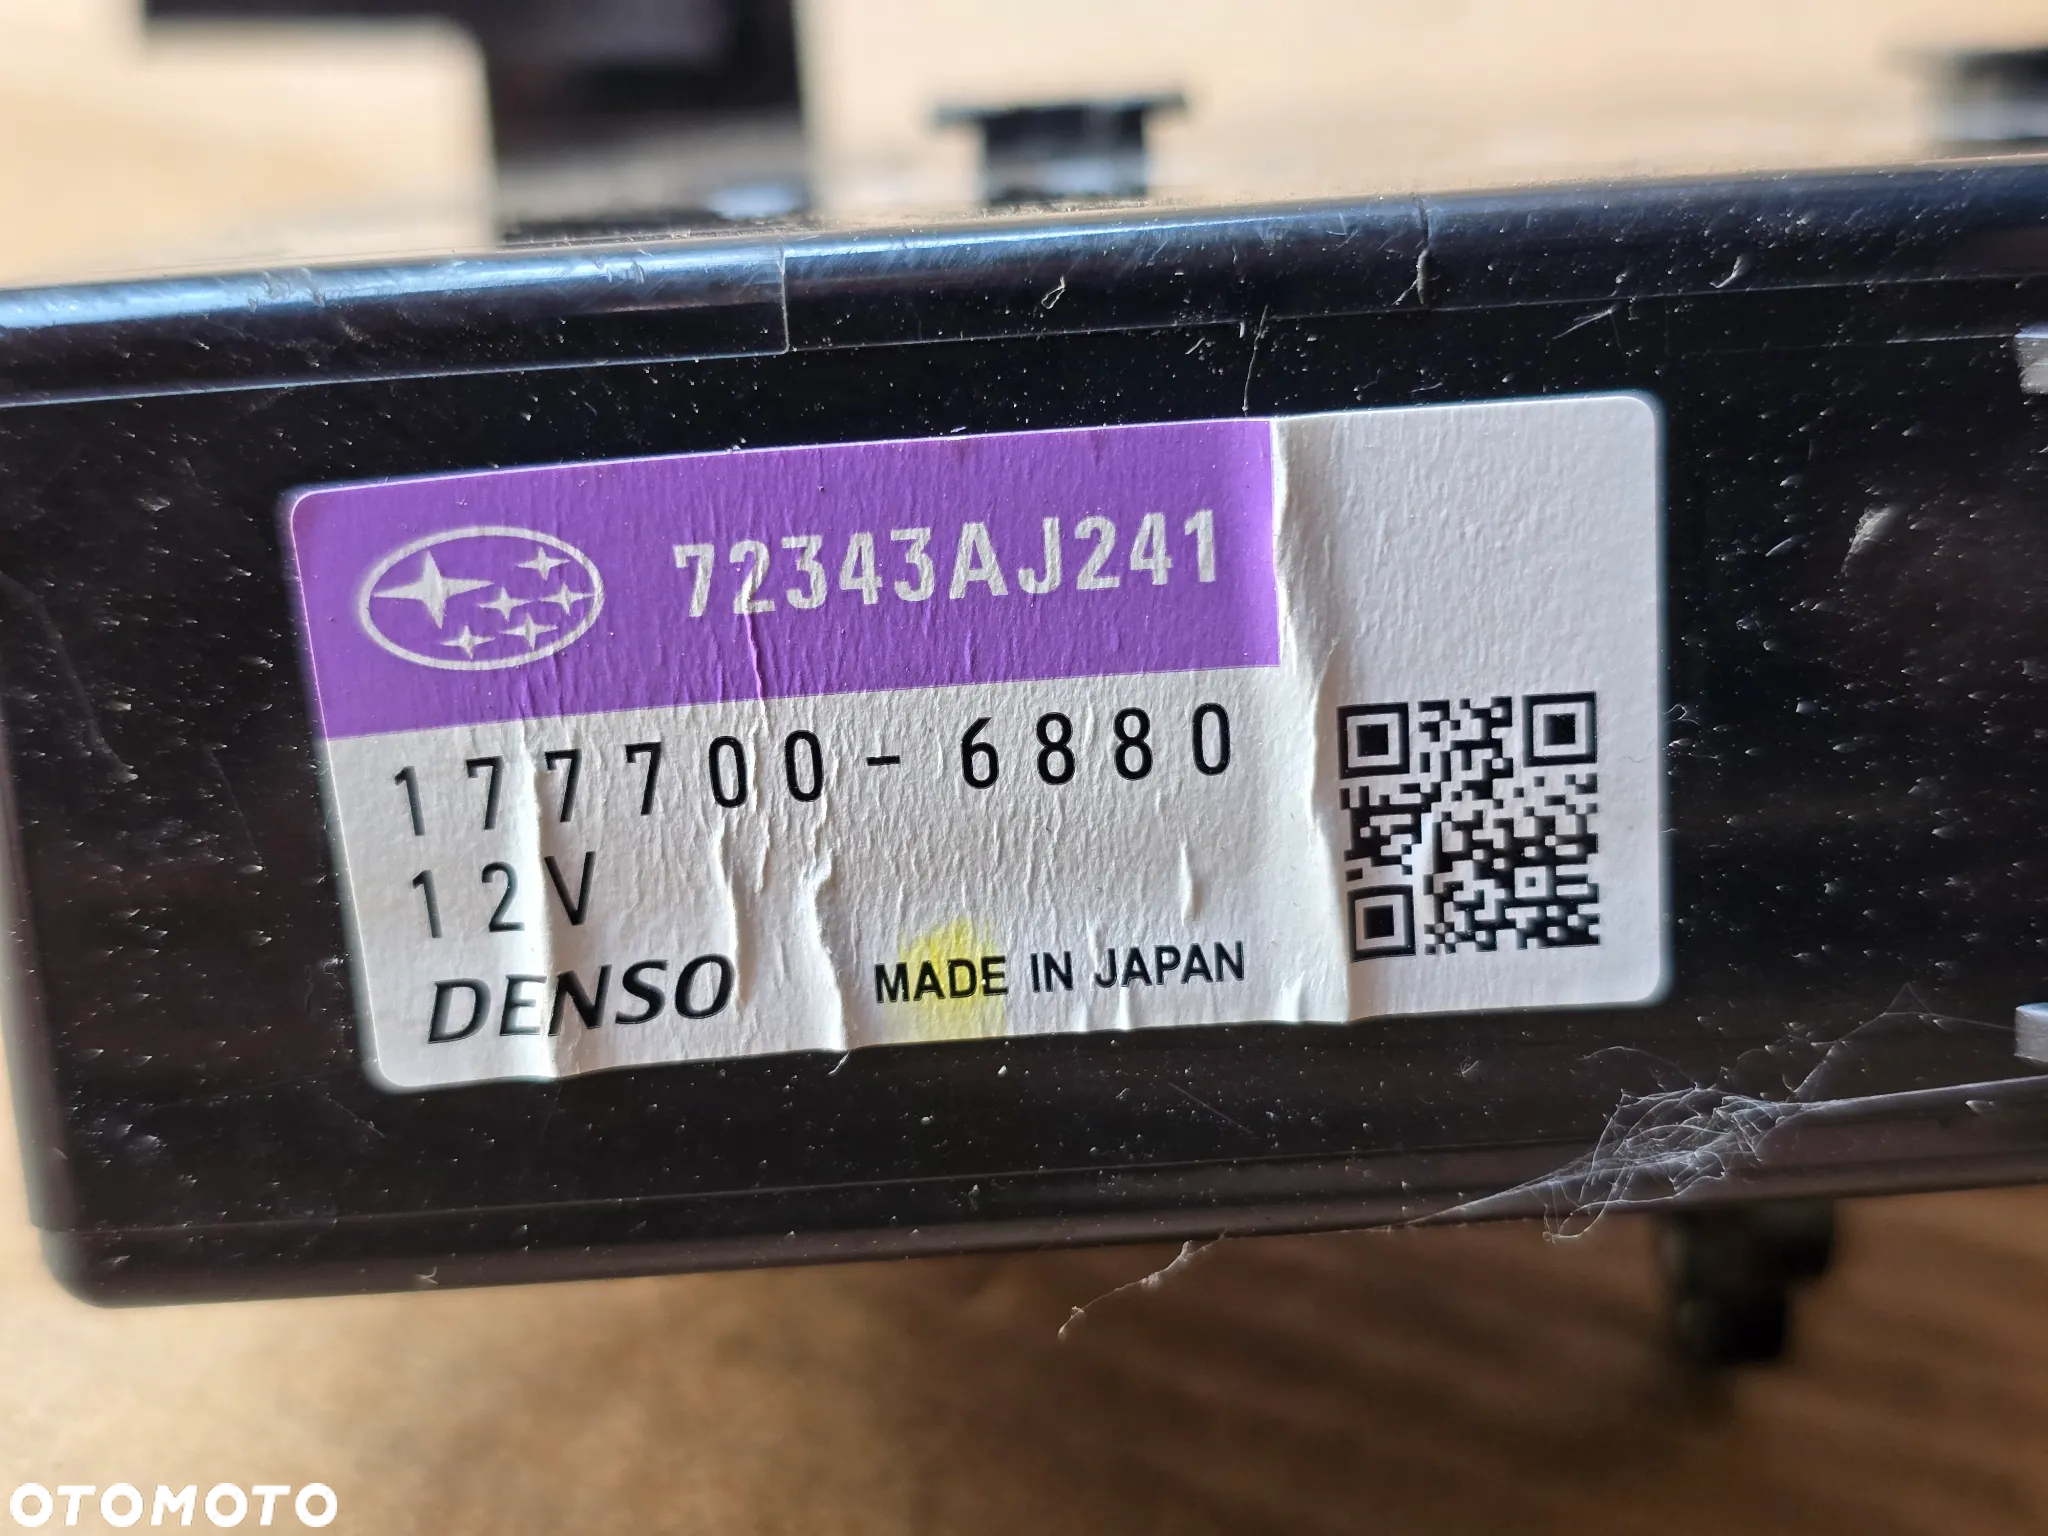 72343AJ241
177700-6880
12V
DENSO
MADE IN JAPAN
OTOMOTO